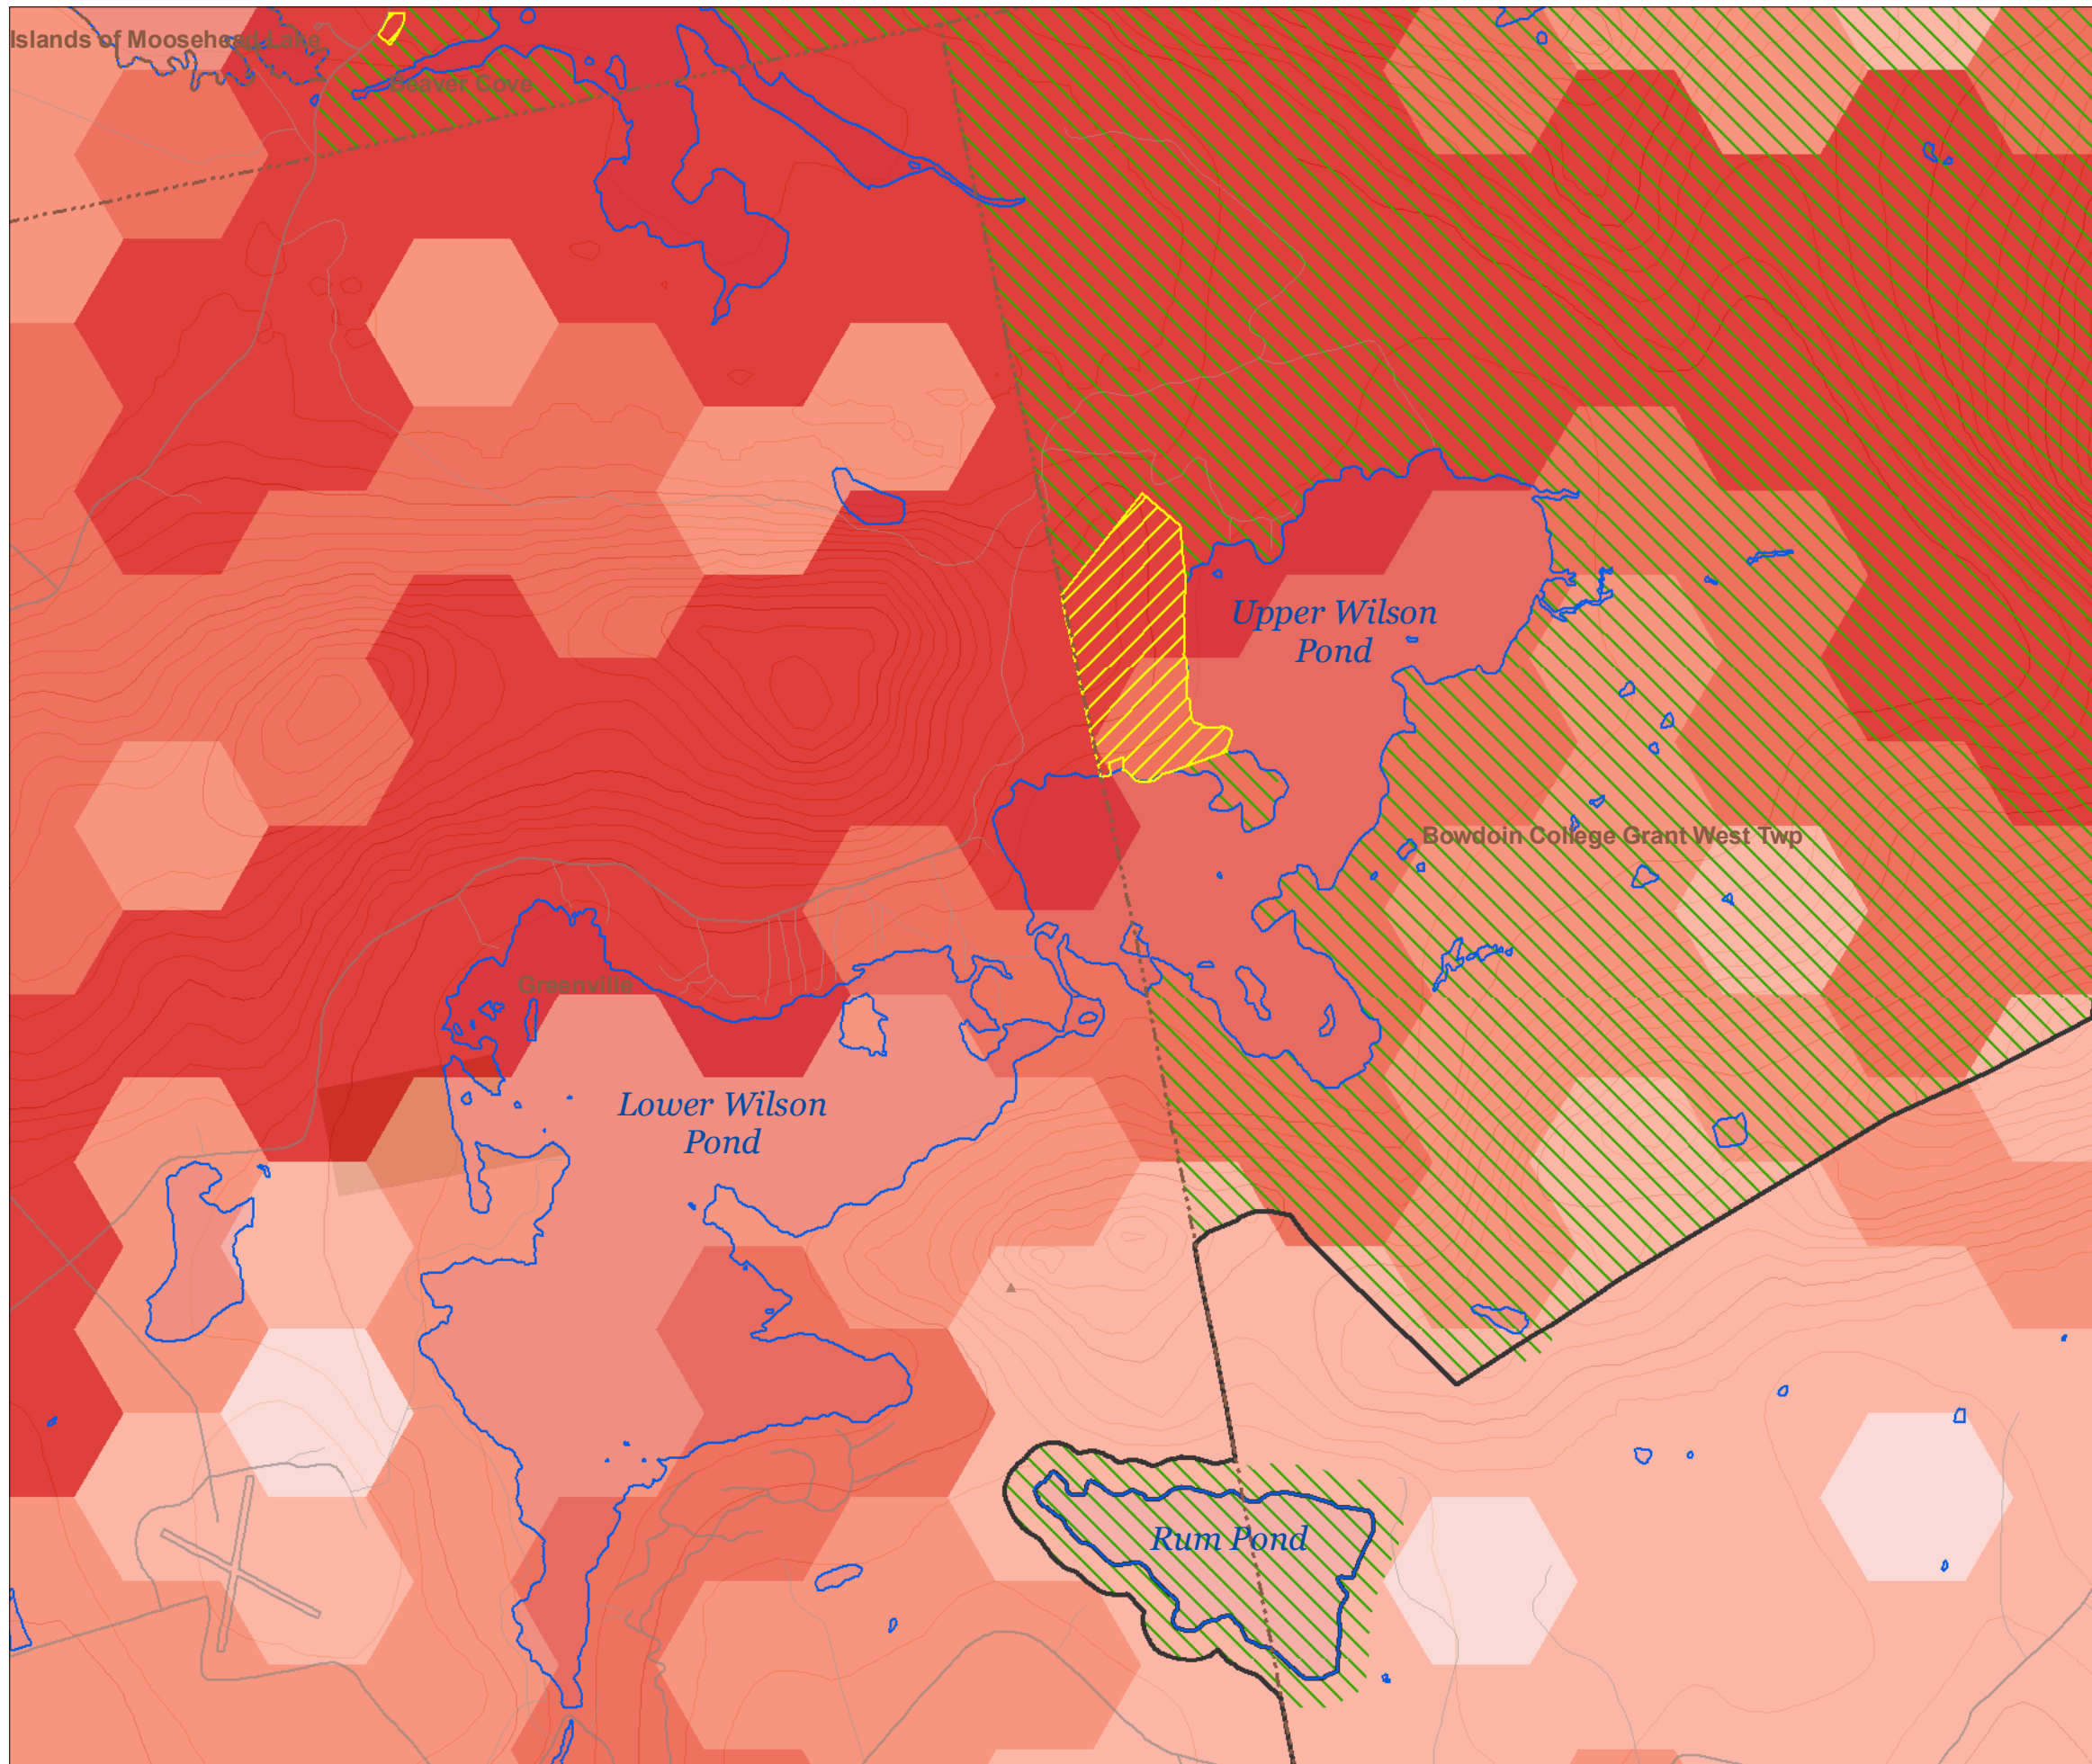 Islands of Moosehead Lake
Beaver Cove
Upper Wilson
Pond
Bowdoin College Grant West Twp
Greenville
Lower Wilson
Pond
Rum Pond